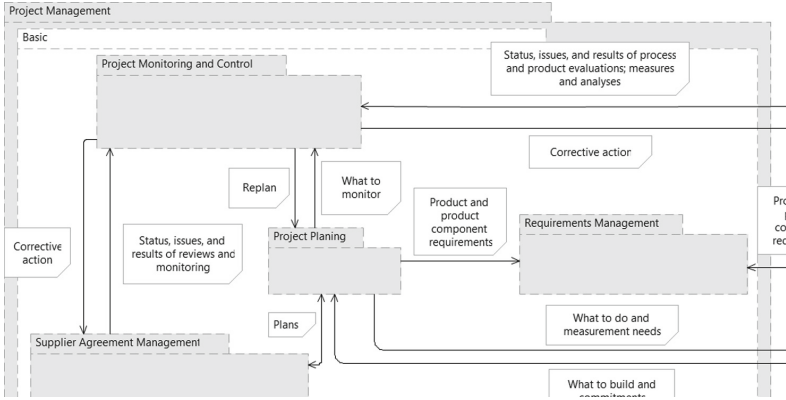 Project Management
Basic
Project Monitoring and Control
Status, issues, and results of process
and product evaluations; measures
and analyses
Corrective action
Replan
What to
monitor
Product and
product
component
requirements
Requirements Management
Corrective
action
Status, issues, and
results of reviews and
monitoring
Project Planing
Plans
What to do and
measurement needs
Supplier Agreement Management
What to build and
commitments